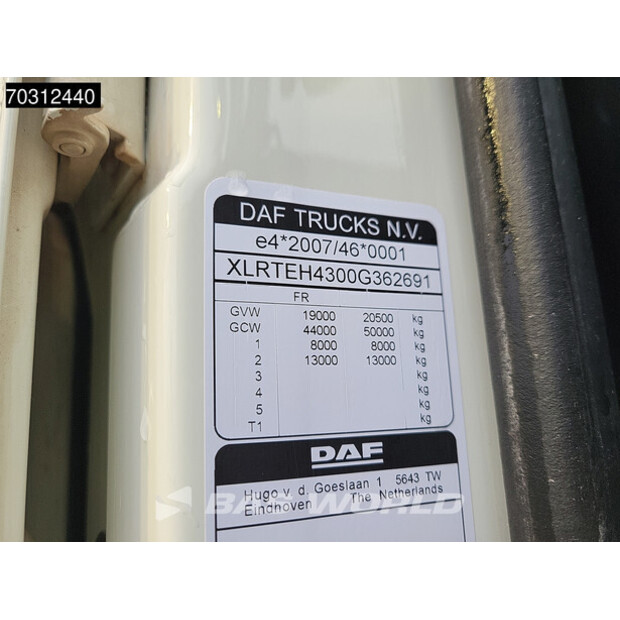 70312440
DAF TRUCKS N.V.
e4*2007/46*0001
XLRTEH4300G362691
FR
GVW 19000 20500 kg
GCW 44000 50000 kg
1 8000 8000 kg
2 13000 13000 kg
3 kg
4 kg
5 kg
T1 kg
DAF
Hugo v. d. Goeslaan 1 5643 TW
Eindhoven The Netherlands
BAS WORLD